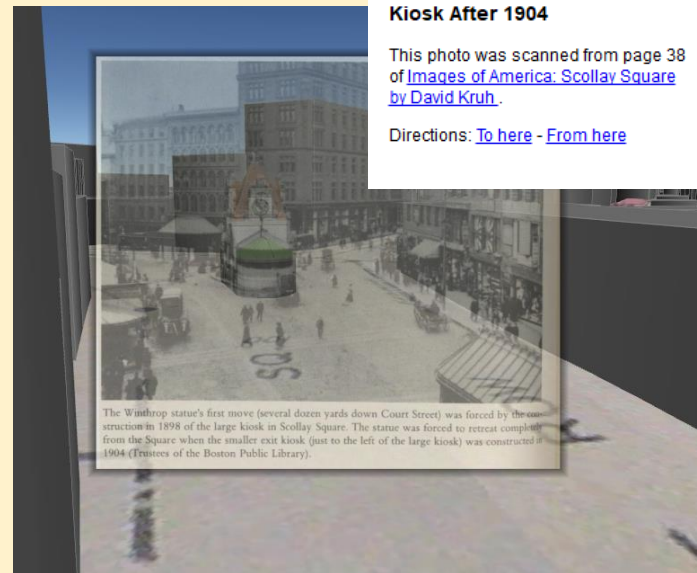 Kiosk After 1904
This photo was scanned from page 38
of Images of America: Scollay Square
by David Kruh .
Directions: To here - From here
SQ
The Winthrop statue's first move (several dozen yards down Court Street) was forced by the con-
struction in 1898 of the large kiosk in Scollay Square. The statue was forced to retreat completely
from the Square when the smaller exit kiosk (just to the left of the large kiosk) was constructed in
1904 (Trustees of the Boston Public Library).